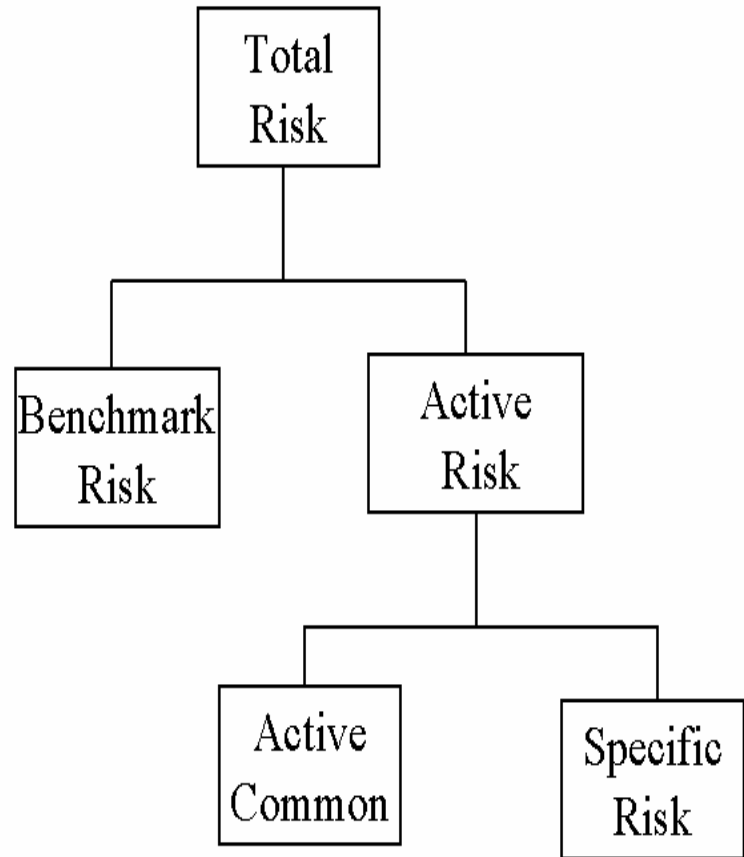 Total
Risk
Benchmark
Risk
Active
Risk
Active
Common
Specific
Risk